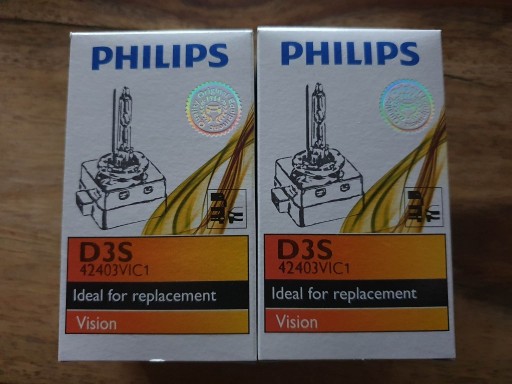 PHILIPS
D3S
42403VIC1
Ideal for replacement
Vision
PHILIPS
D3S
42403VIC1
Ideal for replacement
Vision